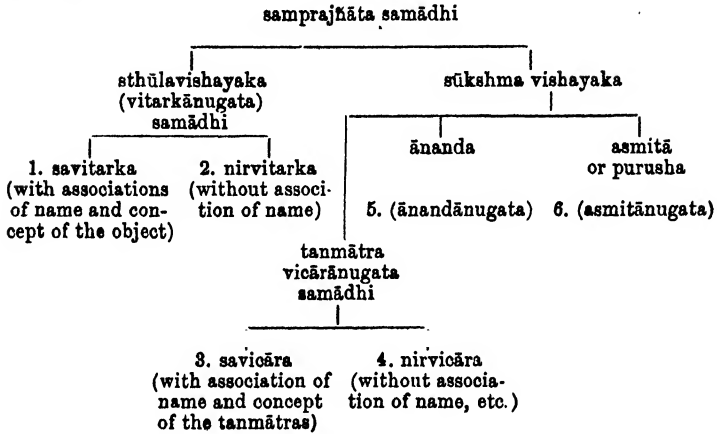 samprajñāta samādhi
sthūlavishayaka
(vitarkānugata)
samādhi
sūkshma vishayaka
1. savitarka
(with associations
of name and con-
cept of the object)
2. nirvitarka
(without associ-
tion of name)
ānanda
5. (ānandānugata)
asmitā
or purusha
6. (asmitānugata)
tanmātra
vicārānugata
samādhi
3. savicāra
(with association of
name and concept
of the tanmātras)
4. nirvicāra
(without associa-
tion of name, etc.)